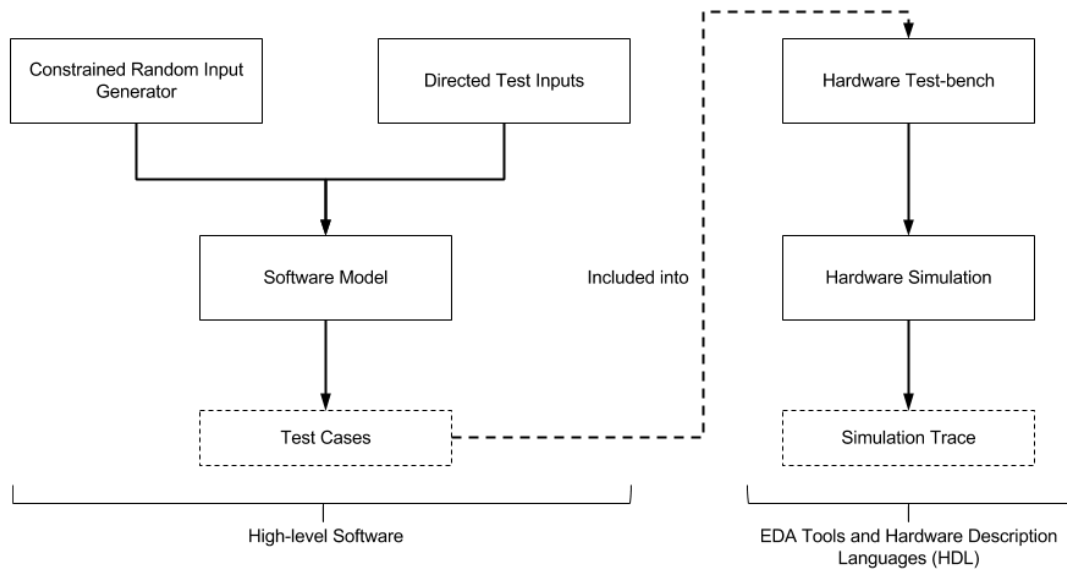 Constrained Random Input
Generator
Directed Test Inputs
Hardware Test-bench
Software Model
Included into
Hardware Simulation
Test Cases
Simulation Trace
High-level Software
EDA Tools and Hardware Description
Languages (HDL)